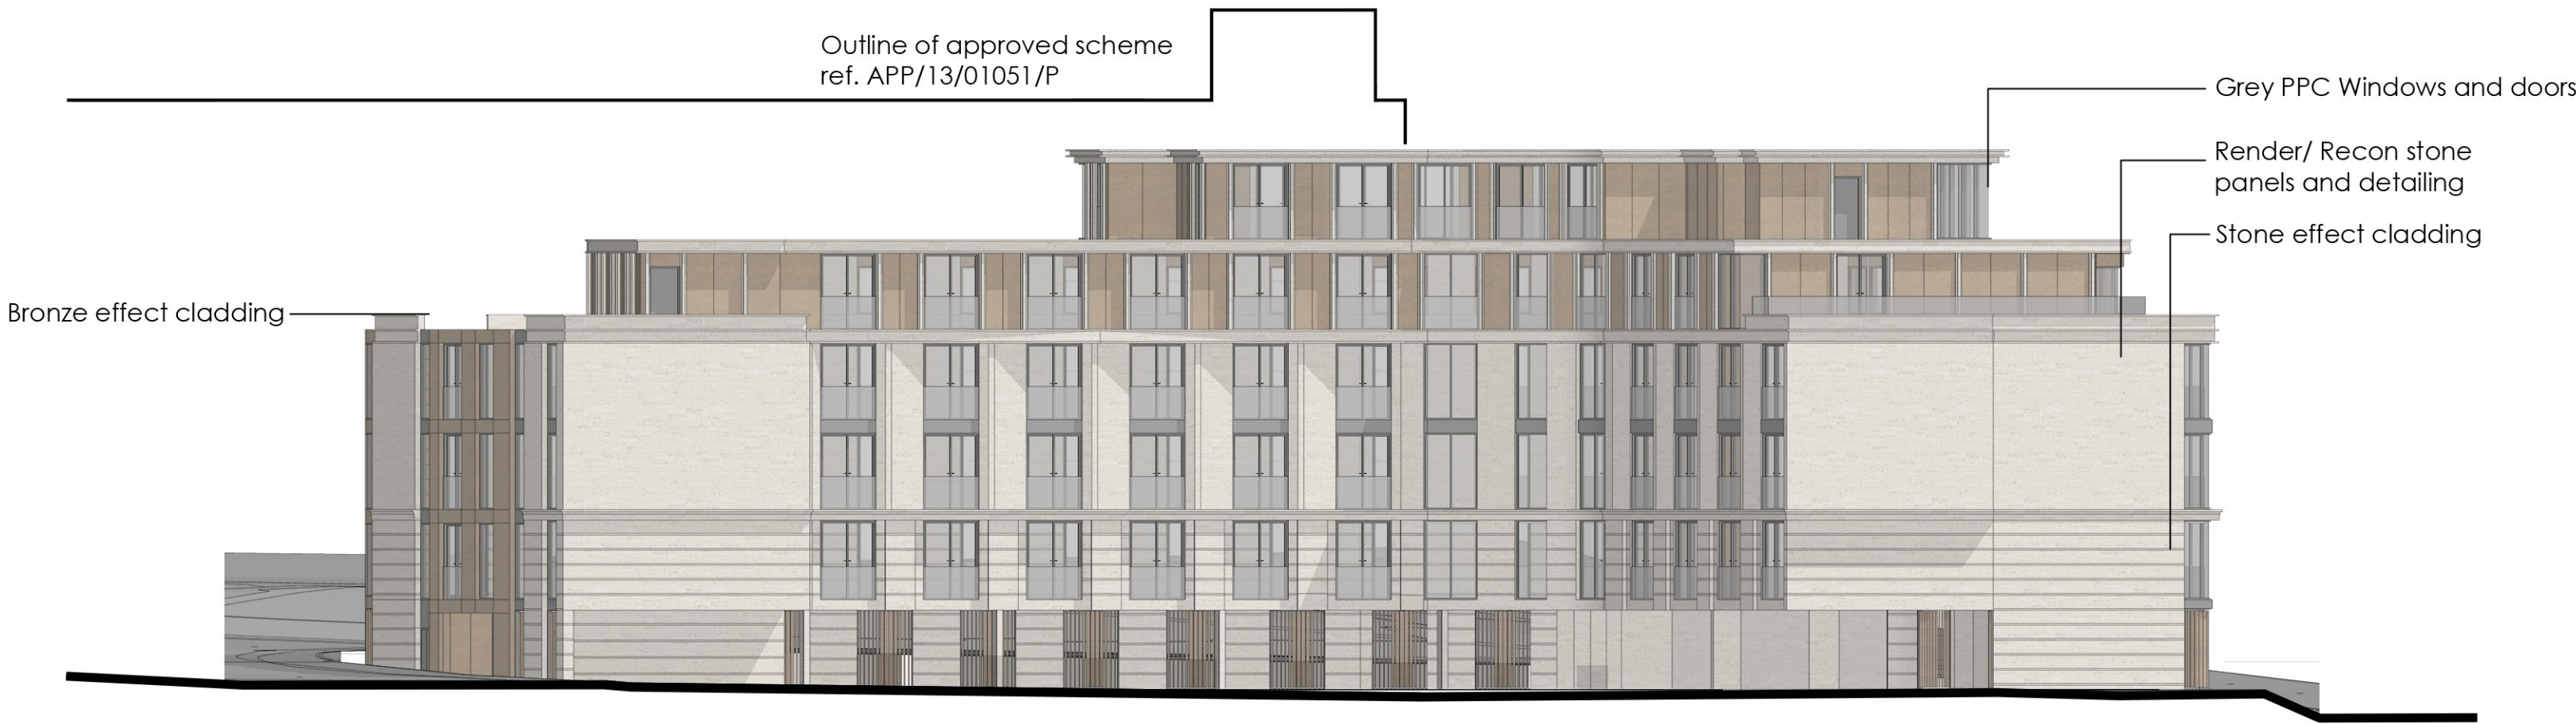 Outline of approved scheme
ref. APP/13/01051/P
Grey PPC Windows and doors
Render/ Recon stone
panels and detailing
Stone effect cladding
Bronze effect cladding